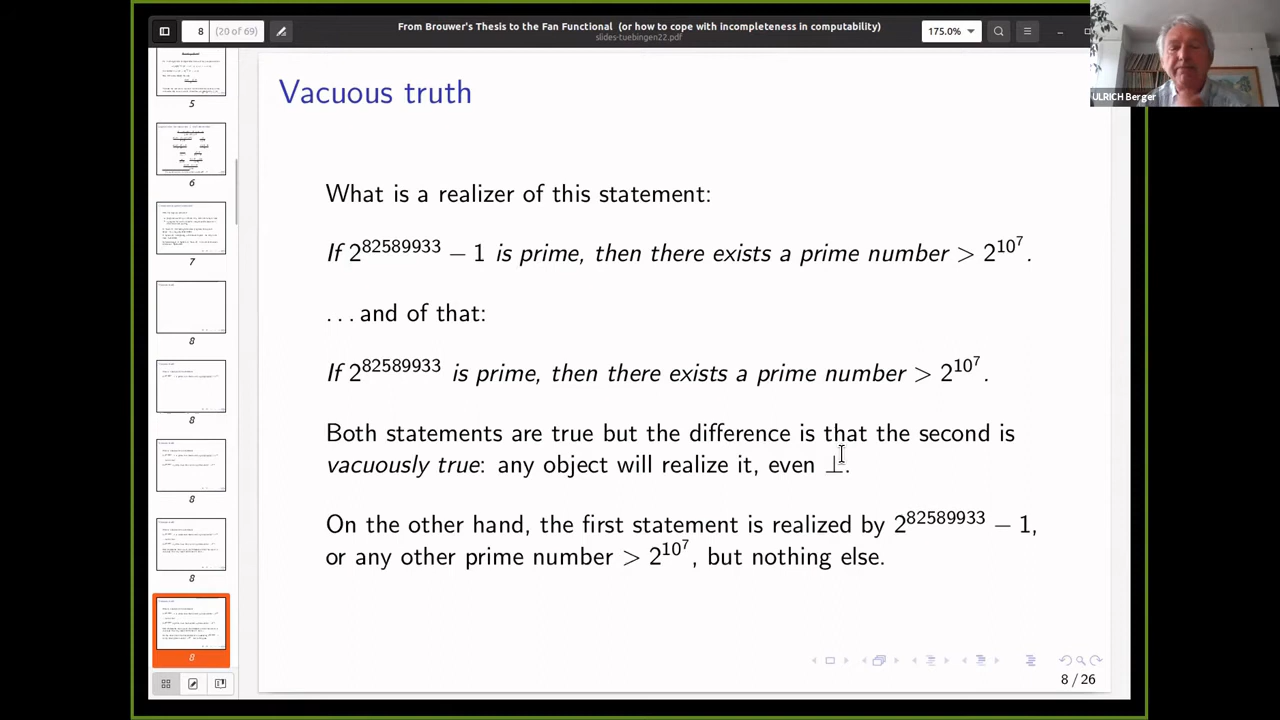 8 (20 of 69)
From Brouwer's Thesis to the Fan Functional (or how to cope with incompleteness in computability)
slides-tuebingen22.pdf
175.0%
ULRICH Berger
5
6
7
8
8
8
8
8
Vacuous truth
What is a realizer of this statement:
If 2^82589933 − 1 is prime, then there exists a prime number > 2^10^7.
...and of that:
If 2^82589933 is prime, then there exists a prime number > 2^10^7.
Both statements are true but the difference is that the second is
vacuously true: any object will realize it, even ⊥.
On the other hand, the first statement is realized by 2^82589933 − 1,
or any other prime number > 2^10^7, but nothing else.
8 / 26